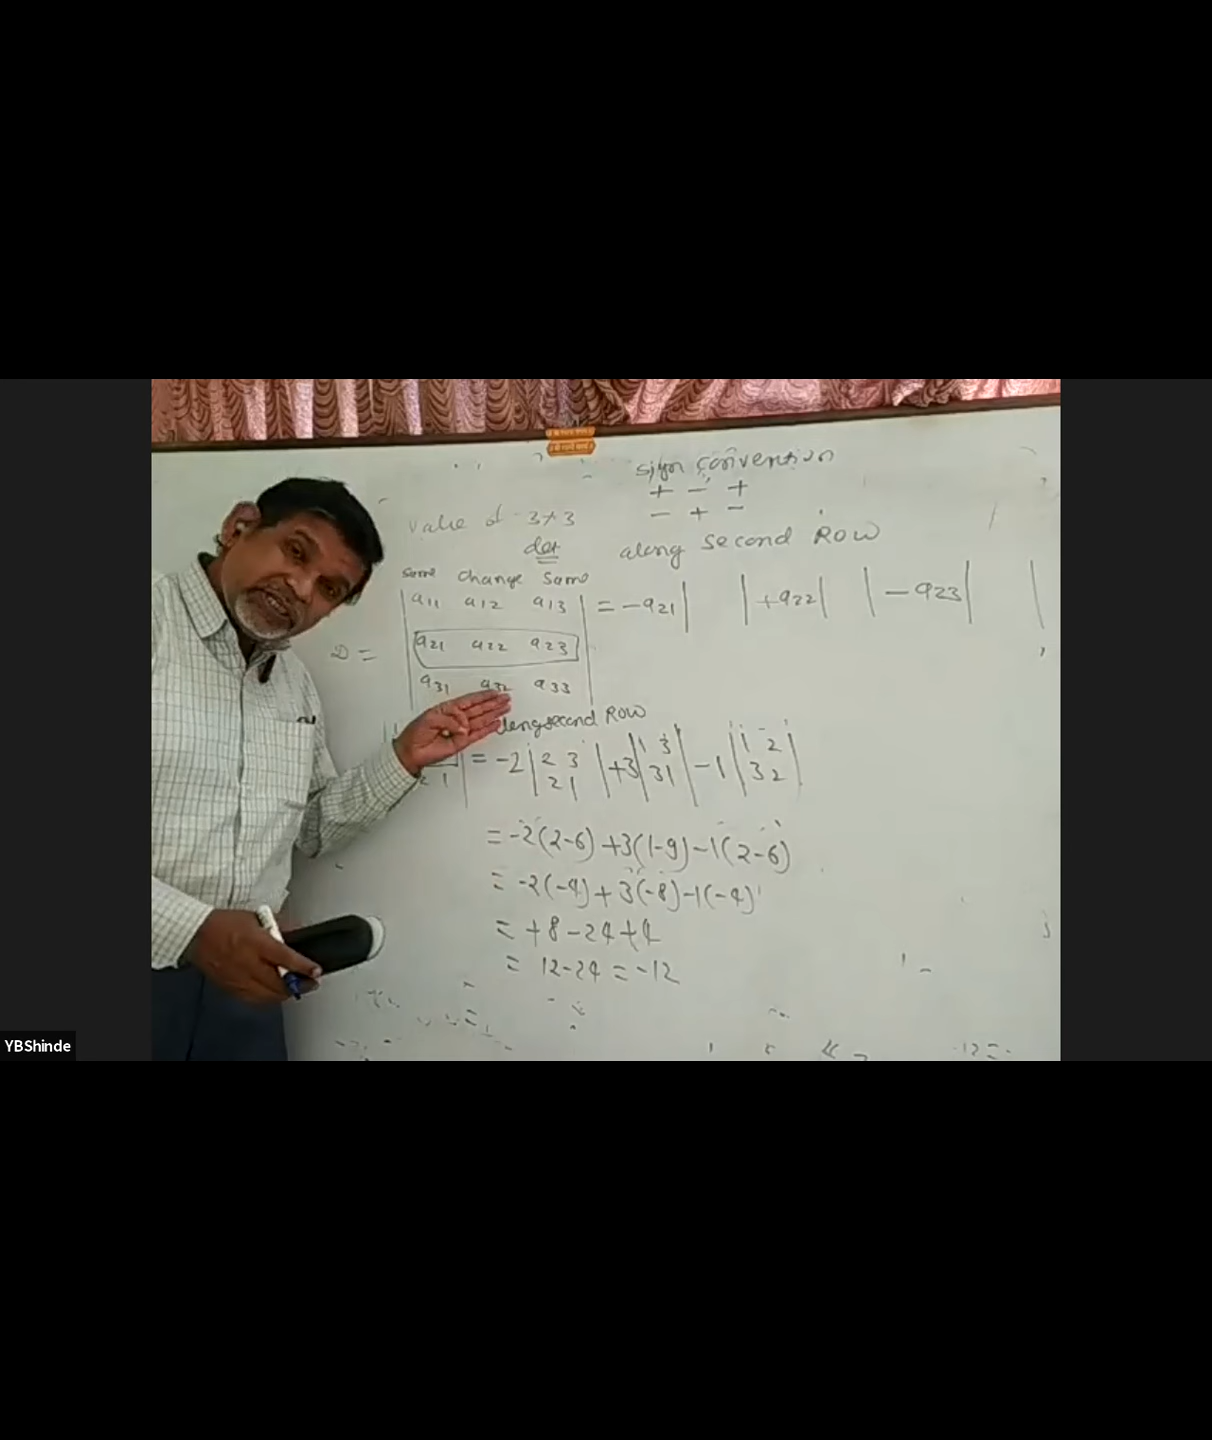 sign convention
+ - +
- + -
value of 3×3
det
along second Row
same change same
a11 a12 a13 = -a21| |+a22| |-a23| |
D = a21 a22 a23
a31 a32 a33
along second Row
2 1 | = -2 | 2 3 | +3 | 1 3 | -1 | 1 2 |
2 1 3 1 3 2
= -2(2-6) +3(1-9) -1(2-6)
= -2(-4) + 3(-8) -1(-4)
= +8 -24 +4
= 12-24 = -12
YBShinde